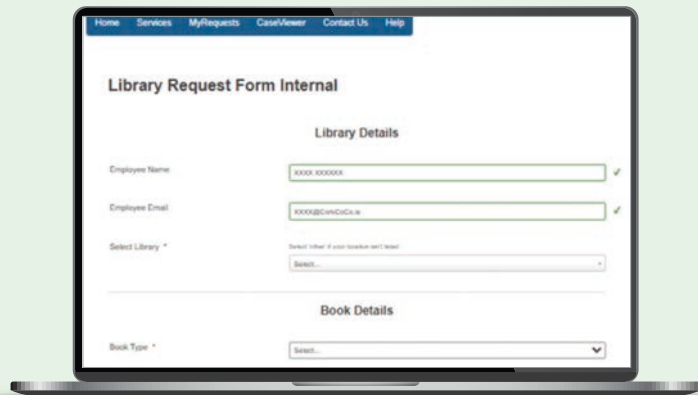 Home Services MyRequests CaseViewer Contact Us Help
Library Request Form Internal
Library Details
Employee Name
XXXX XXXXXX
Employee Email
XXXX@CorkCoCo.ie
Select Library *
Select 'other' if your location isn't listed
Select...
Book Details
Book Type *
Select...